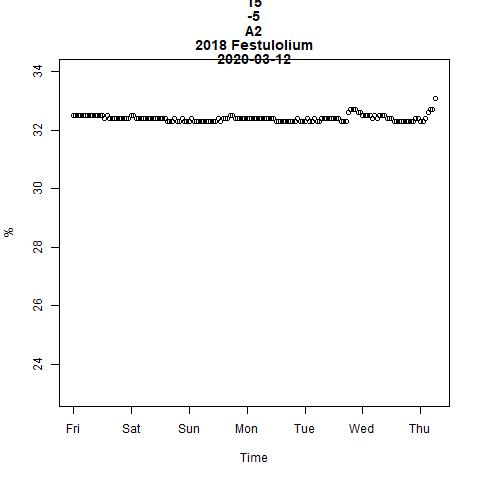 15
-5
A2
2018 Festulolium
2020-03-12
34
32
30
28
26
24
%
Fri Sat Sun Mon Tue Wed Thu
Time